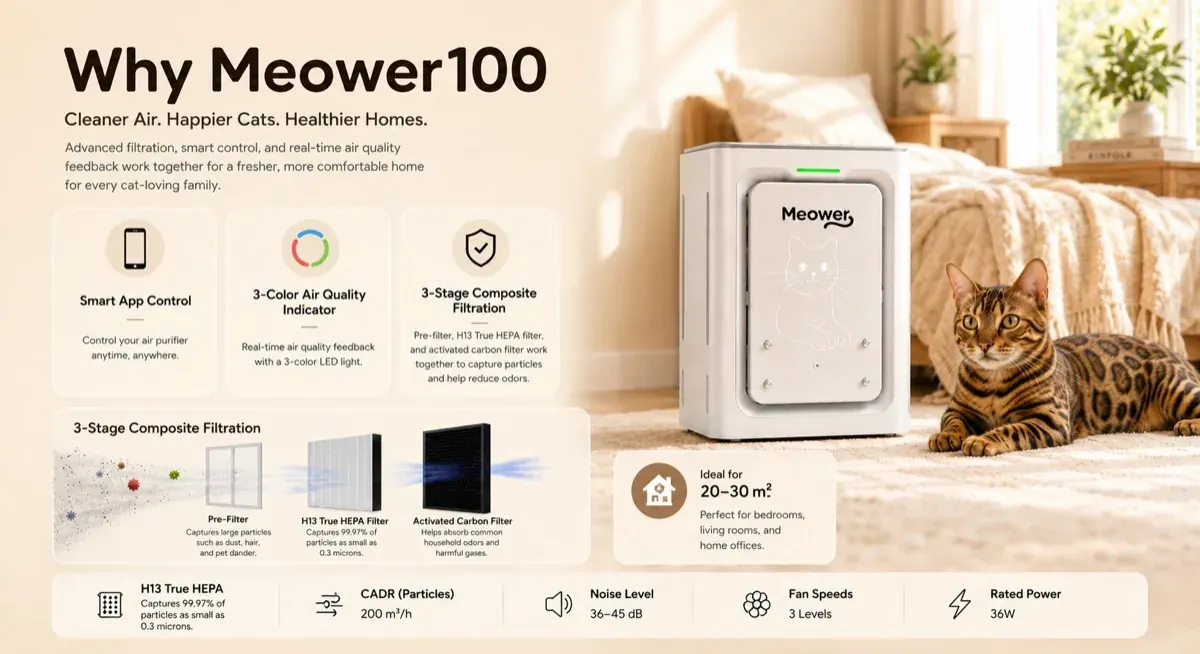 Why Meower100
Cleaner Air. Happier Cats. Healthier Homes.
Advanced filtration, smart control, and real-time air quality
feedback work together for a fresher, more comfortable home
for every cat-loving family.
Smart App Control
Control your air purifier
anytime, anywhere.
3-Color Air Quality
Indicator
Real-time air quality feedback
with a 3-color LED light.
3-Stage Composite
Filtration
Pre-filter, H13 True HEPA filter,
and activated carbon filter work
together to capture particles
and help reduce odors.
Meower
3-Stage Composite Filtration
Pre-Filter
Captures large particles
such as dust, hair,
and pet dander.
H13 True HEPA Filter
Captures 99.97% of
particles as small as
0.3 microns.
Activated Carbon Filter
Helps absorb common
household odors and
harmful gases.
Ideal for
20–30 m².
Perfect for bedrooms,
living rooms, and
home offices.
H13 True HEPA
Captures 99.97% of
particles as small as
0.3 microns.
CADR (Particles)
200 m³/h
Noise Level
36–45 dB
Fan Speeds
3 Levels
Rated Power
36W